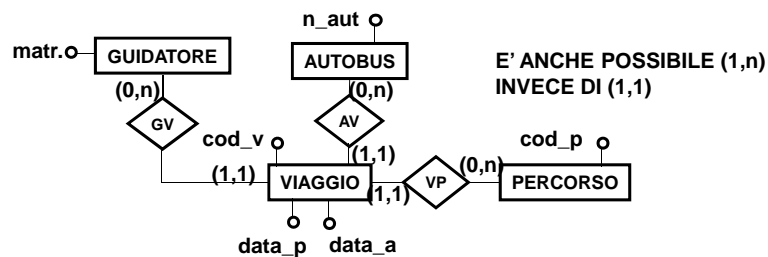 n_aut
matr.
GUIDATORE
AUTOBUS
E' ANCHE POSSIBILE (1,n)
INVECE DI (1,1)
(0,n)
(0,n)
GV
AV
cod_v
cod_p
(1,1)
(0,n)
(1,1)
VIAGGIO
(1,1)
VP
PERCORSO
data_p
data_a